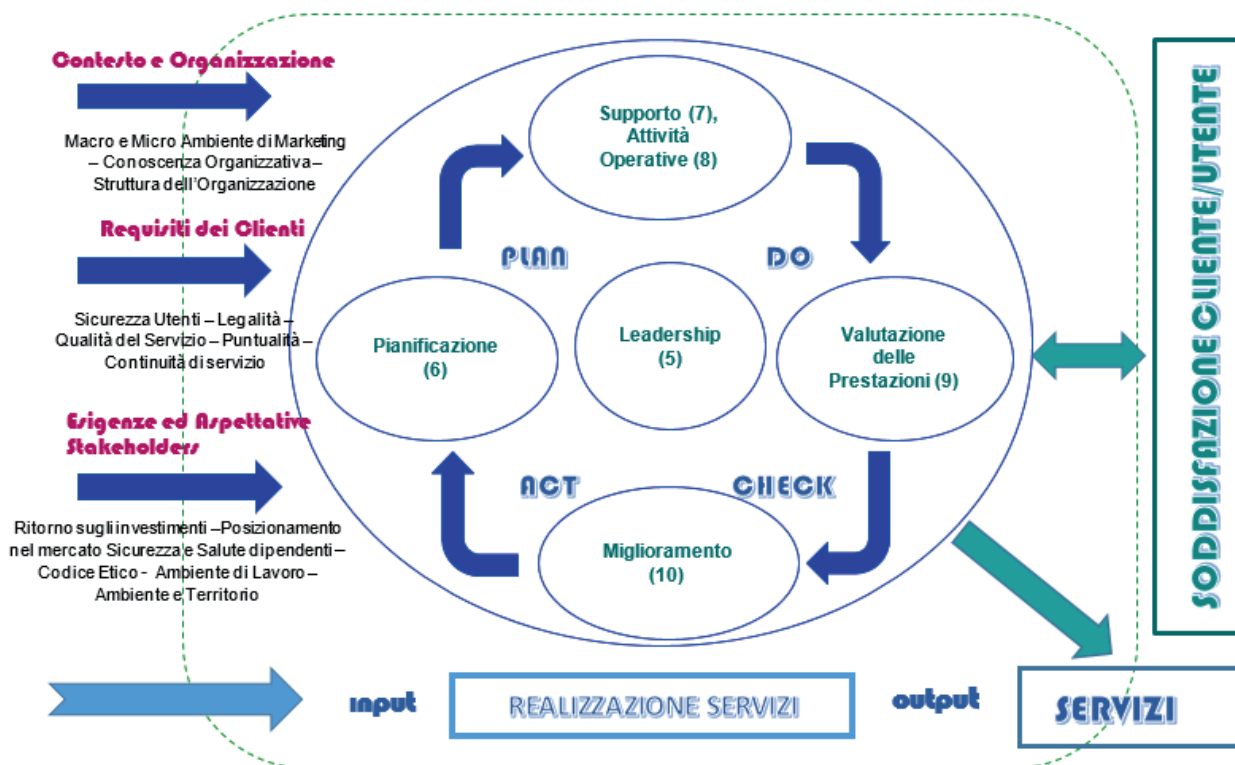 Contesto e Organizzazione
Macro e Micro Ambiente di Marketing
– Conoscenza Organizzativa –
Struttura dell'Organizzazione
Requisiti dei Clienti
Sicurezza Utenti – Legalità –
Qualità del Servizio – Puntualità –
Continuità di servizio
Esigenze ed Aspettative
Stakeholders
Ritorno sugli investimenti –Posizionamento
nel mercato Sicurezza e Salute dipendenti –
Codice Etico - Ambiente di Lavoro –
Ambiente e Territorio
Supporto (7),
Attività
Operative (8)
PLAN
DO
Pianificazione
(6)
Leadership
(5)
Valutazione
delle
Prestazioni (9)
ACT
CHECK
Miglioramento
(10)
SODDISFAZIONE CLIENTE/UTENTE
input
REALIZZAZIONE SERVIZI
output
SERVIZI